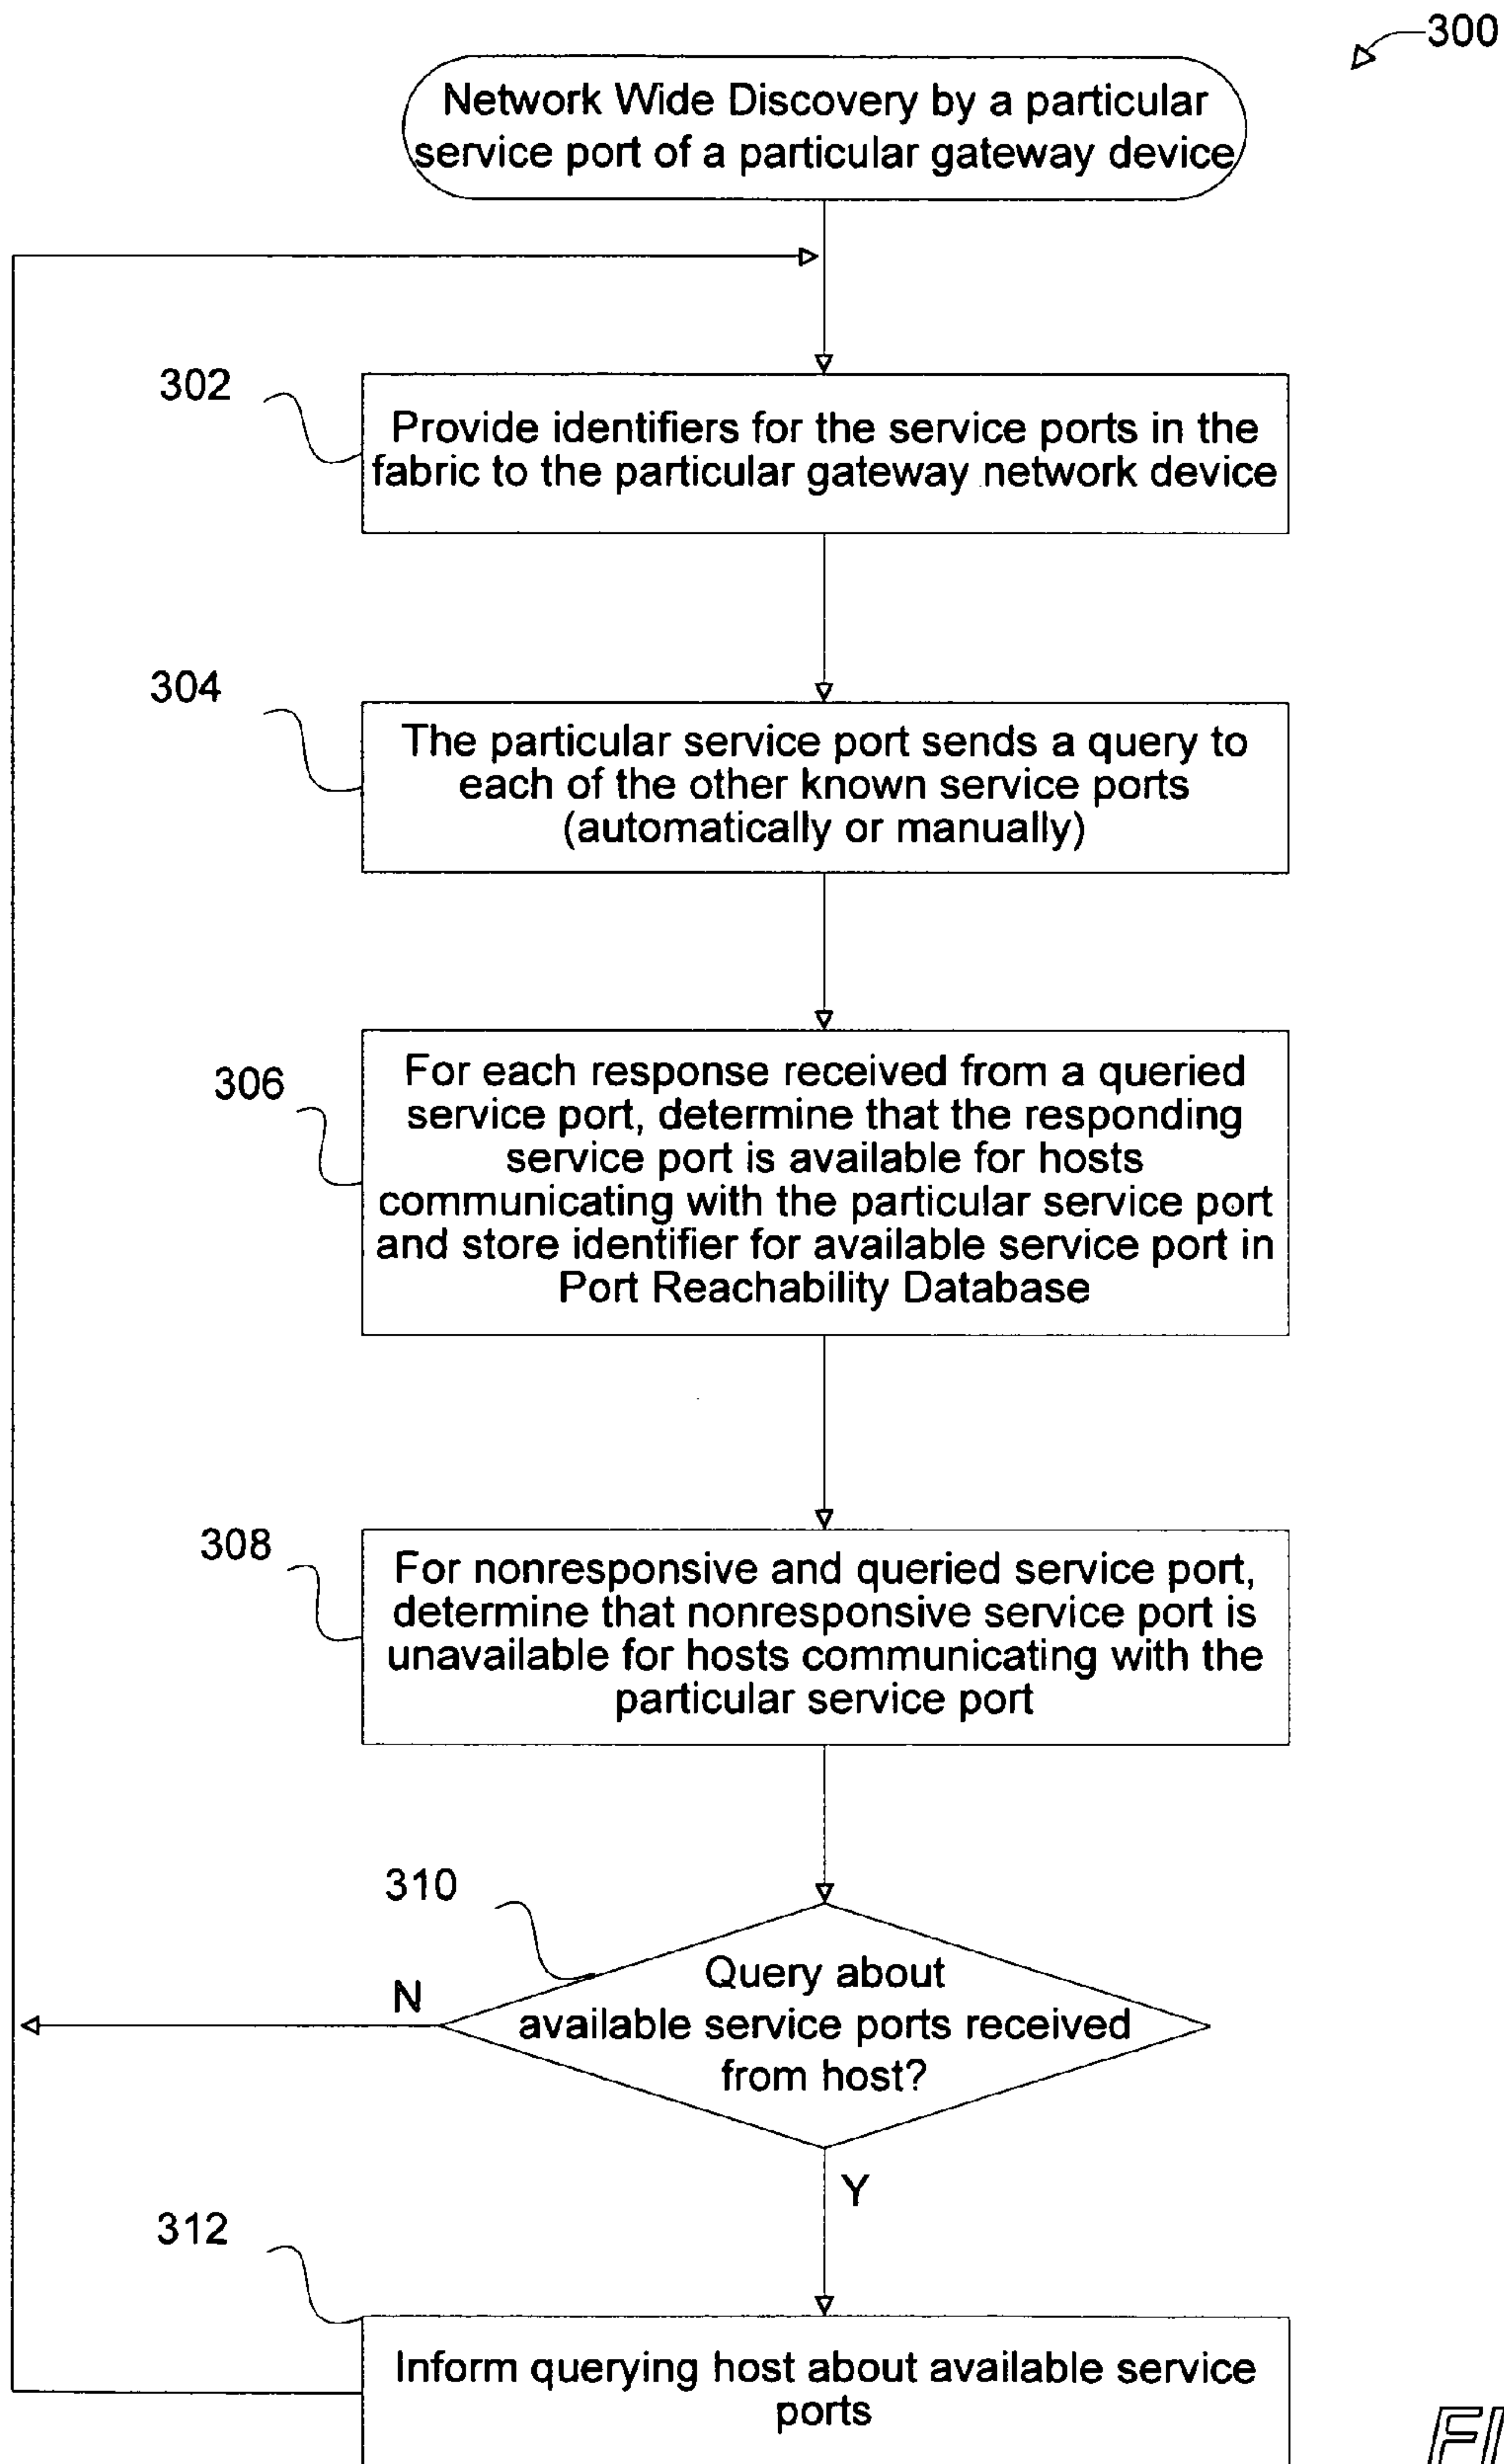 300
Network Wide Discovery by a particular
service port of a particular gateway device
302
Provide identifiers for the service ports in the
fabric to the particular gateway network device
304
The particular service port sends a query to
each of the other known service ports
(automatically or manually)
306
For each response received from a queried
service port, determine that the responding
service port is available for hosts
communicating with the particular service port
and store identifier for available service port in
Port Reachability Database
308
For nonresponsive and queried service port,
determine that nonresponsive service port is
unavailable for hosts communicating with the
particular service port
310
N
Query about
available service ports received
from host?
Y
312
Inform querying host about available service
ports